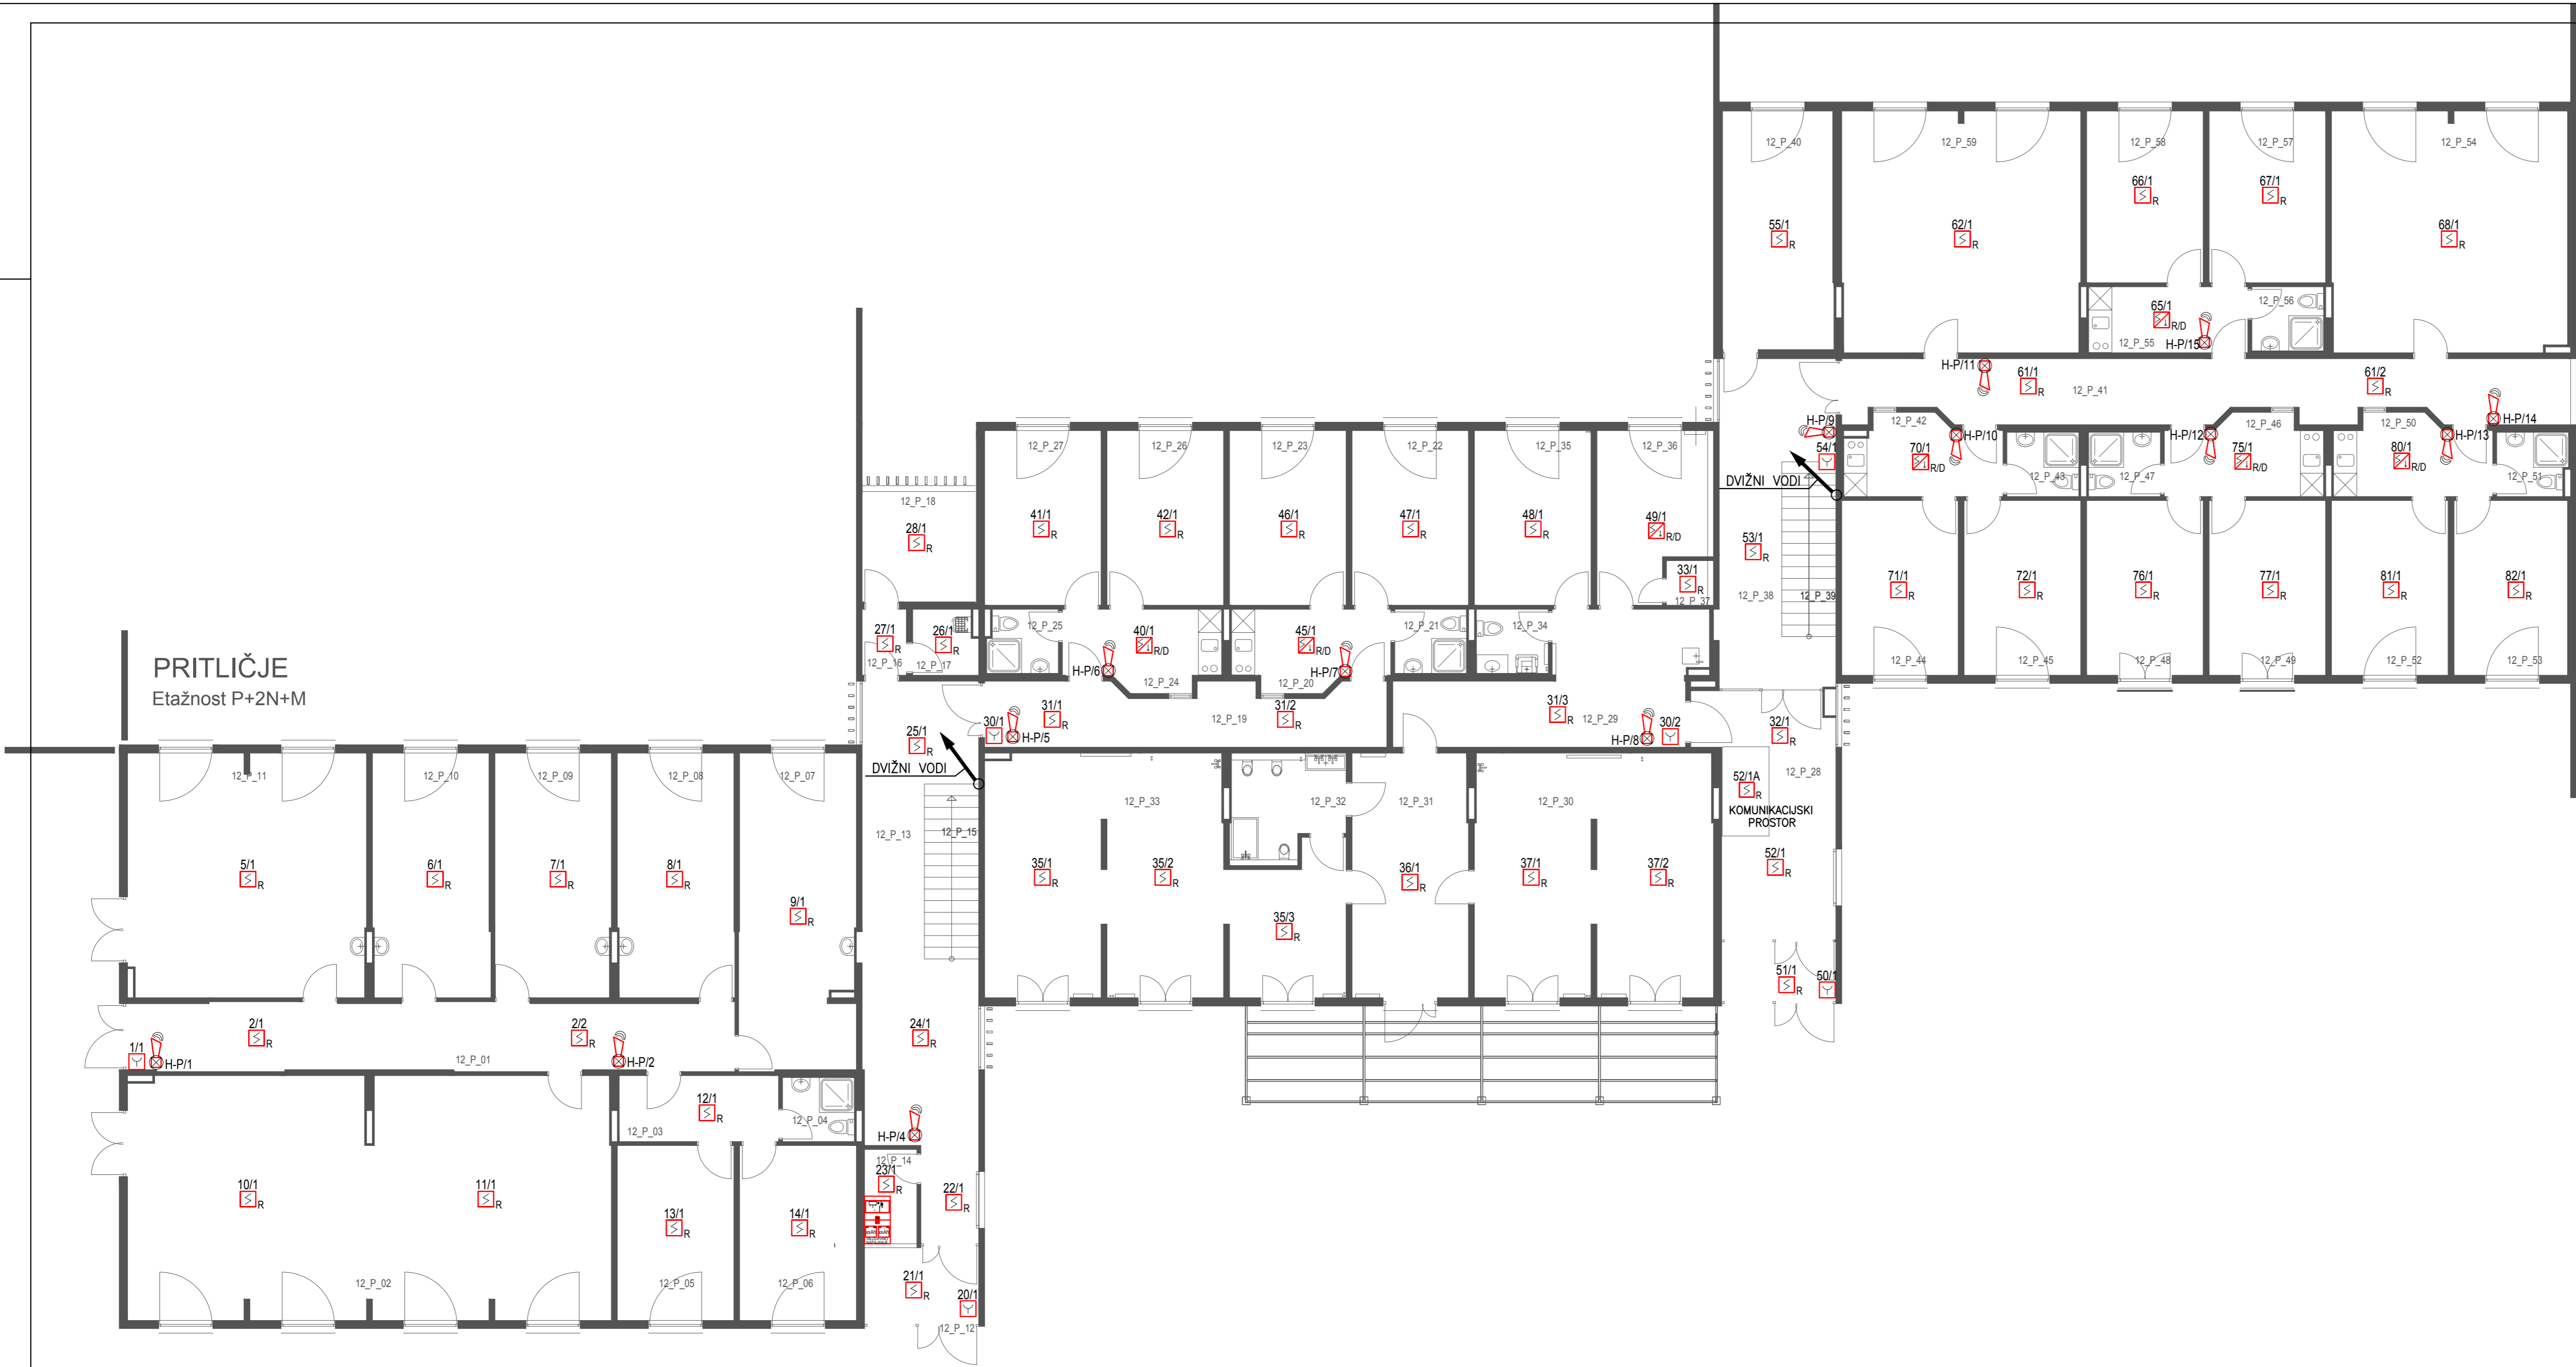 12_P_40
12_P_59
12_P_58
12_P_57
12_P_54
66/1
R
67/1
R
55/1
R
62/1
R
68/1
R
65/1
R/D
12_P_56
12_P_55
H-P/15
H-P/11
61/1
R
12_P_41
61/2
R
H-P/9
12_P_42
H-P/10
H-P/12
12_P_46
12_P_50
H-P/13
H-P/14
54/1
70/1
R/D
75/1
R/D
80/1
R/D
12_P_43
12_P_47
12_P_51
DVIŽNI VODI
12_P_27
12_P_26
12_P_23
12_P_22
12_P_35
12_P_36
12_P_18
28/1
R
41/1
R
42/1
R
46/1
R
47/1
R
48/1
R
49/1
R/D
53/1
R
33/1
R
12_P_37
12_P_38
12_P_39
71/1
R
72/1
R
76/1
R
77/1
R
81/1
R
82/1
R
12_P_44
12_P_45
12_P_48
12_P_49
12_P_52
12_P_53
27/1
R
26/1
R
12_P_16
12_P_17
12_P_25
40/1
R/D
45/1
R/D
12_P_21
12_P_34
H-P/6
12_P_24
12_P_20
H-P/7
PRITLIČJE
Etažnost P+2N+M
25/1
R
30/1
H-P/5
31/1
R
12_P_19
31/2
R
31/3
R
12_P_29
H-P/8
30/2
32/1
R
DVIŽNI VODI
12_P_28
52/1A
R
KOMUNIKACIJSKI
PROSTOR
12_P_11
12_P_10
12_P_09
12_P_08
12_P_07
12_P_13
12_P_15
12_P_33
12_P_32
12_P_31
12_P_30
5/1
R
6/1
R
7/1
R
8/1
R
9/1
R
35/1
R
35/2
R
35/3
R
36/1
R
37/1
R
37/2
R
52/1
R
51/1
R
50/1
1/1
H-P/1
2/1
R
12_P_01
2/2
R
H-P/2
24/1
R
12/1
R
12_P_03
12_P_04
H-P/4
12_P_14
23/1
R
22/1
R
10/1
R
11/1
R
13/1
R
14/1
R
12_P_02
12_P_05
12_P_06
21/1
R
20/1
12_P_12